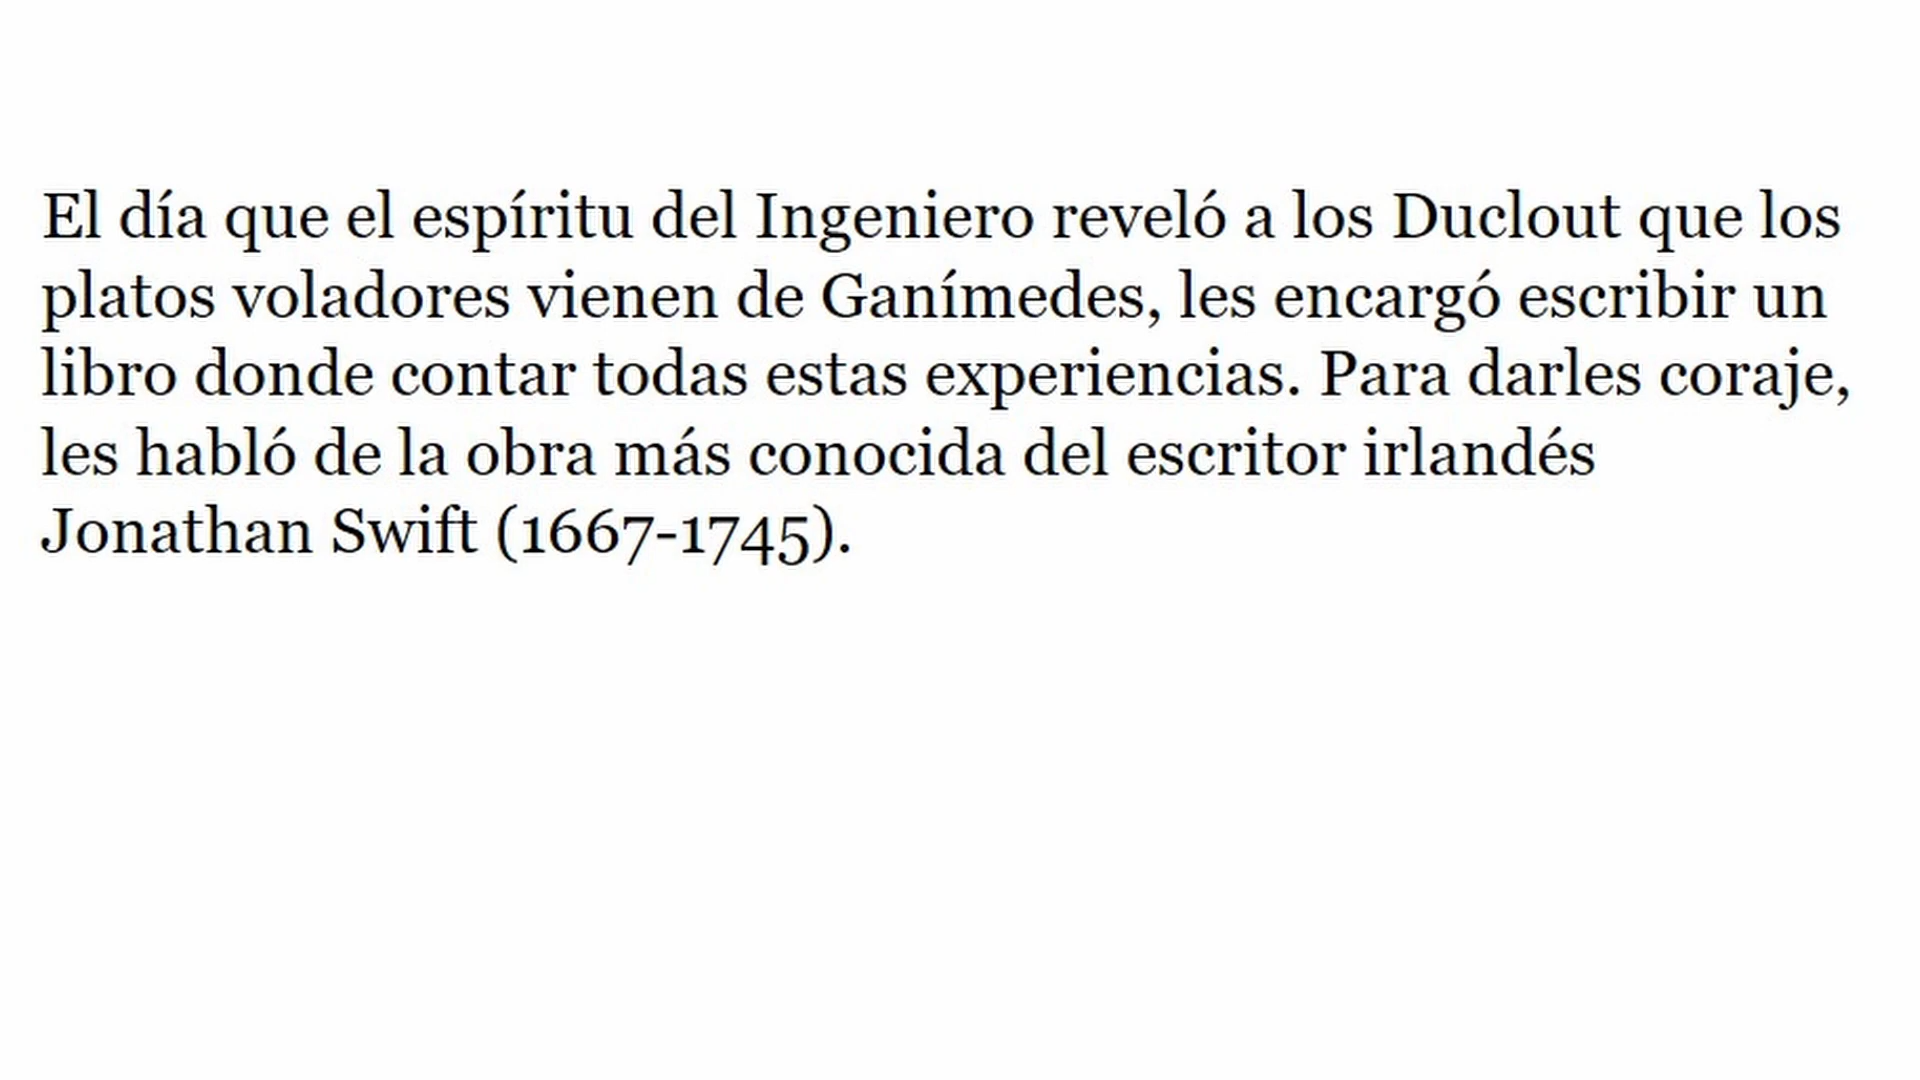 El día que el espíritu del Ingeniero reveló a los Duclout que los
platos voladores vienen de Ganímedes, les encargó escribir un
libro donde contar todas estas experiencias. Para darles coraje,
les habló de la obra más conocida del escritor irlandés
Jonathan Swift (1667-1745).